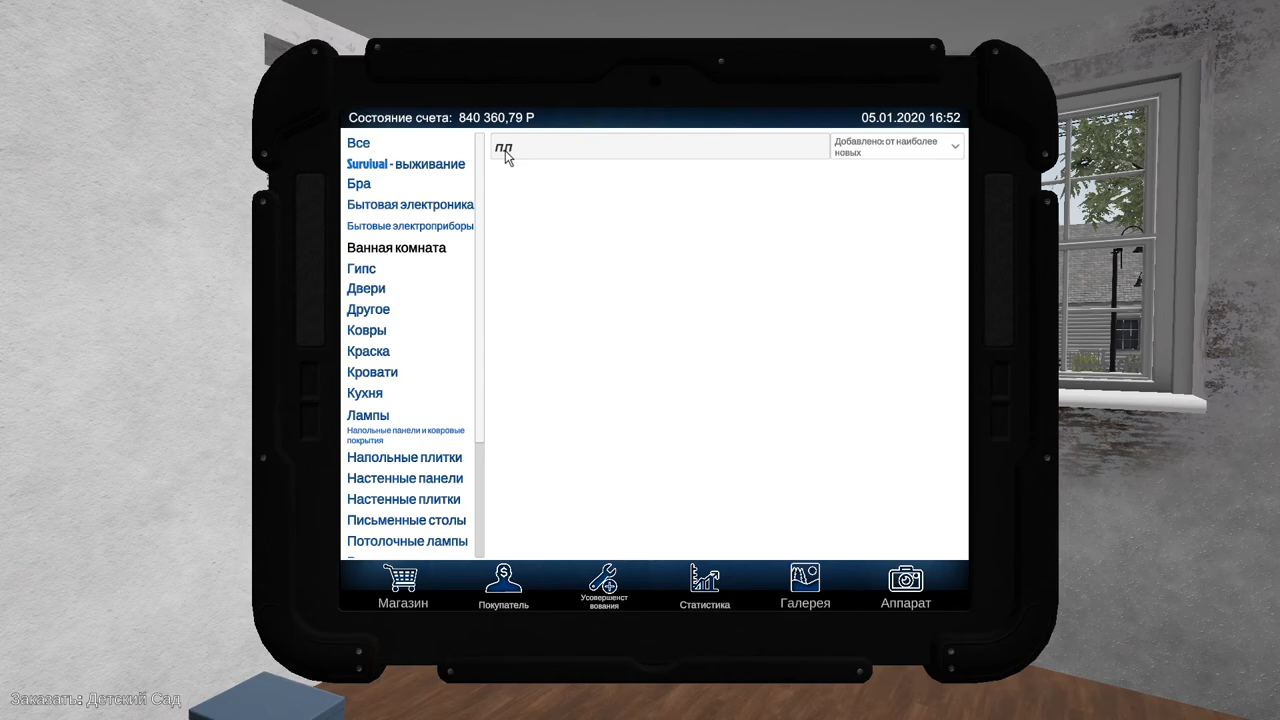 Состояние счета: 840 360,79 Р
05.01.2020 16:52
Все
пп
Добавлено: от наиболее
новых
Survival - выживание
Бра
Бытовая электроника
Бытовые электроприборы
Ванная комната
Гипс
Двери
Другое
Ковры
Краска
Кровати
Кухня
Лампы
Напольные панели и ковровые
покрытия
Напольные плитки
Настенные панели
Настенные плитки
Письменные столы
Потолочные лампы
Магазин
Покупатель
Усовершенст
вования
Статистика
Галерея
Аппарат
Заказать: Детский Сад